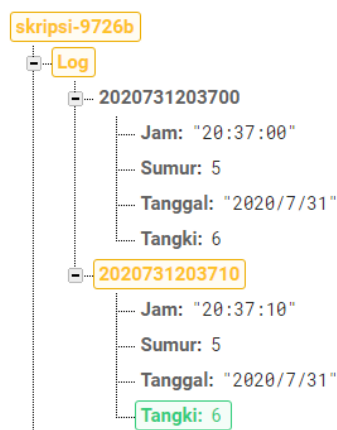 skripsi-9726b
Log
2020731203700
Jam: "20:37:00"
Sumur: 5
Tanggal: "2020/7/31"
Tangki: 6
2020731203710
Jam: "20:37:10"
Sumur: 5
Tanggal: "2020/7/31"
Tangki: 6